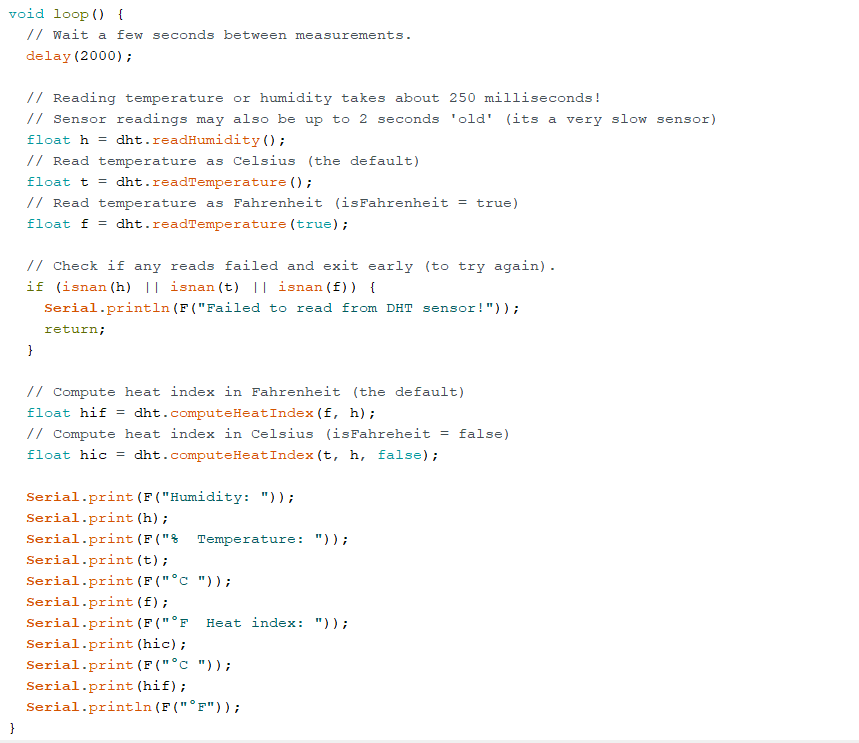 void loop() {
  // Wait a few seconds between measurements.
  delay(2000);

  // Reading temperature or humidity takes about 250 milliseconds!
  // Sensor readings may also be up to 2 seconds 'old' (its a very slow sensor)
  float h = dht.readHumidity();
  // Read temperature as Celsius (the default)
  float t = dht.readTemperature();
  // Read temperature as Fahrenheit (isFahrenheit = true)
  float f = dht.readTemperature(true);

  // Check if any reads failed and exit early (to try again).
  if (isnan(h) || isnan(t) || isnan(f)) {
    Serial.println(F("Failed to read from DHT sensor!"));
    return;
  }

  // Compute heat index in Fahrenheit (the default)
  float hif = dht.computeHeatIndex(f, h);
  // Compute heat index in Celsius (isFahreheit = false)
  float hic = dht.computeHeatIndex(t, h, false);

  Serial.print(F("Humidity: "));
  Serial.print(h);
  Serial.print(F("%  Temperature: "));
  Serial.print(t);
  Serial.print(F("°C "));
  Serial.print(f);
  Serial.print(F("°F  Heat index: "));
  Serial.print(hic);
  Serial.print(F("°C "));
  Serial.print(hif);
  Serial.println(F("°F"));
}